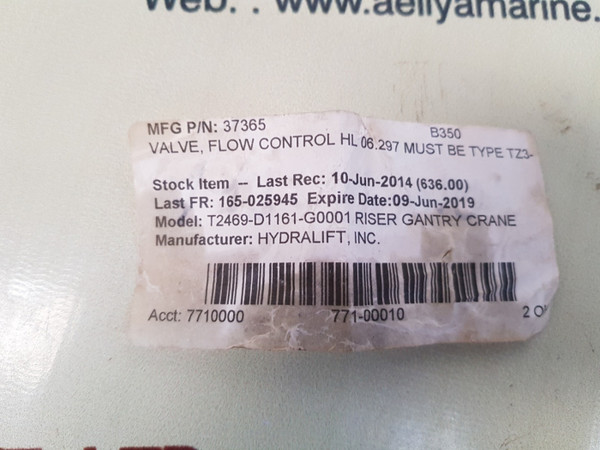 Web. : www.aeliyamarine.
MFG P/N: 37365 B350
VALVE, FLOW CONTROL HL 06.297 MUST BE TYPE TZ3-
Stock Item -- Last Rec: 10-Jun-2014 (636.00)
Last FR: 165-025945 Expire Date:09-Jun-2019
Model: T2469-D1161-G0001 RISER GANTRY CRANE
Manufacturer: HYDRALIFT, INC.
Acct: 7710000 771-00010 2